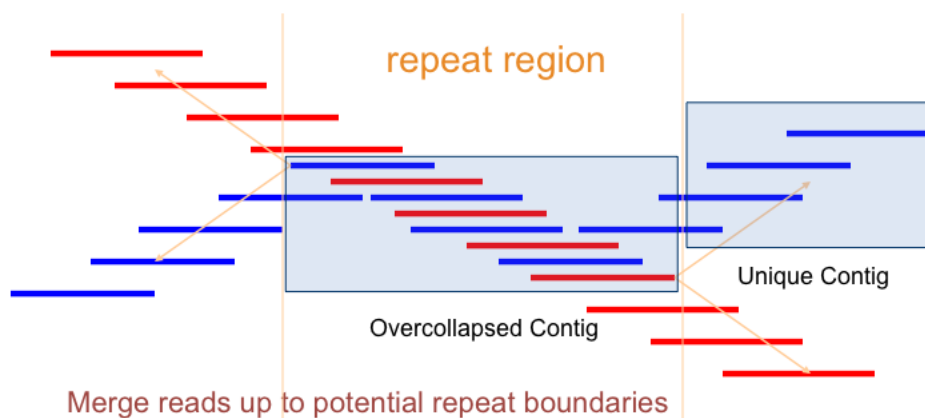 repeat region
Unique Contig
Overcollapsed Contig
Merge reads up to potential repeat boundaries